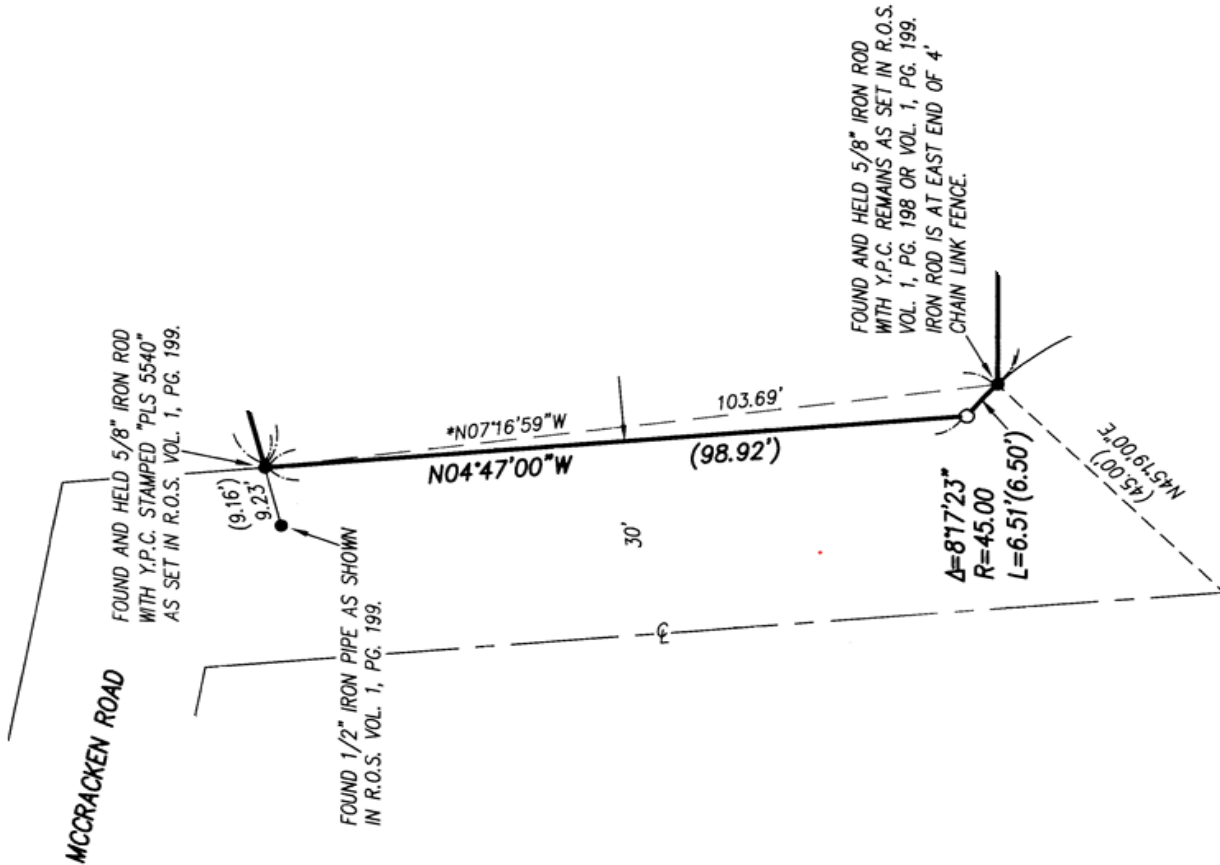 FOUND AND HELD 5/8" IRON ROD
WITH Y.P.C. STAMPED "PLS 5540"
AS SET IN R.O.S. VOL. 1, PG. 199.
MCCRACKEN ROAD
(9.16')
9.23'
FOUND 1/2" IRON PIPE AS SHOWN
IN R.O.S. VOL. 1, PG. 199.
*N07°16'59"W
103.69'
N04°47'00"W
(98.92')
30'
℄
FOUND AND HELD 5/8" IRON ROD
WITH Y.P.C. REMAINS AS SET IN R.O.S.
VOL. 1, PG. 198 OR VOL. 1, PG. 199.
IRON ROD IS AT EAST END OF 4'
CHAIN LINK FENCE.
Δ=8°17'23"
R=45.00
L=6.51'(6.50')
(45.00')
N45°19'00"E